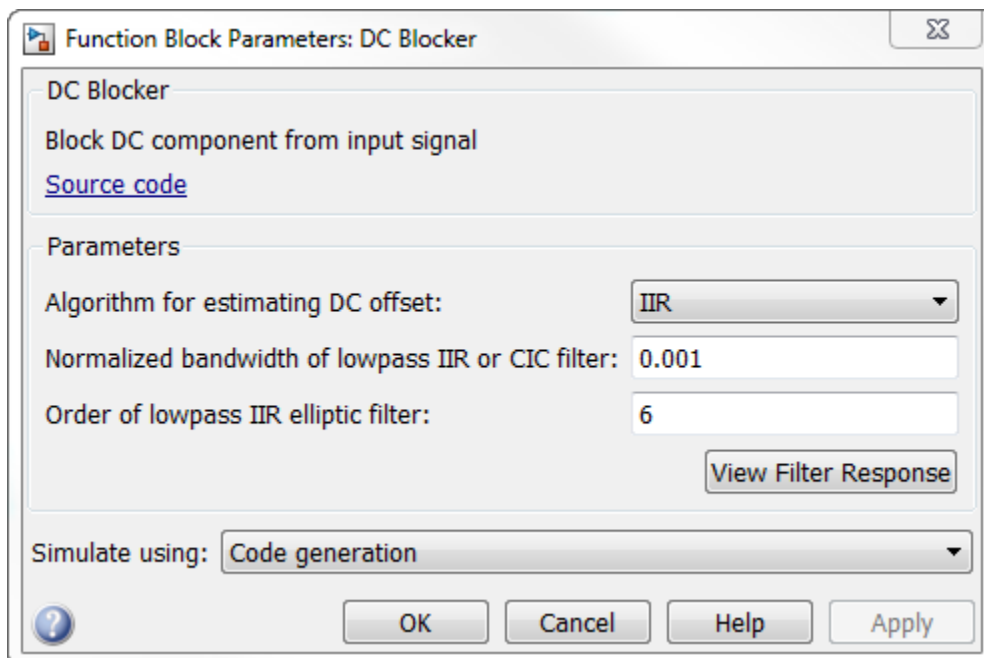 Function Block Parameters: DC Blocker
DC Blocker
Block DC component from input signal
Source code
Parameters
Algorithm for estimating DC offset: IIR
Normalized bandwidth of lowpass IIR or CIC filter: 0.001
Order of lowpass IIR elliptic filter: 6
View Filter Response
Simulate using: Code generation
? OK Cancel Help Apply